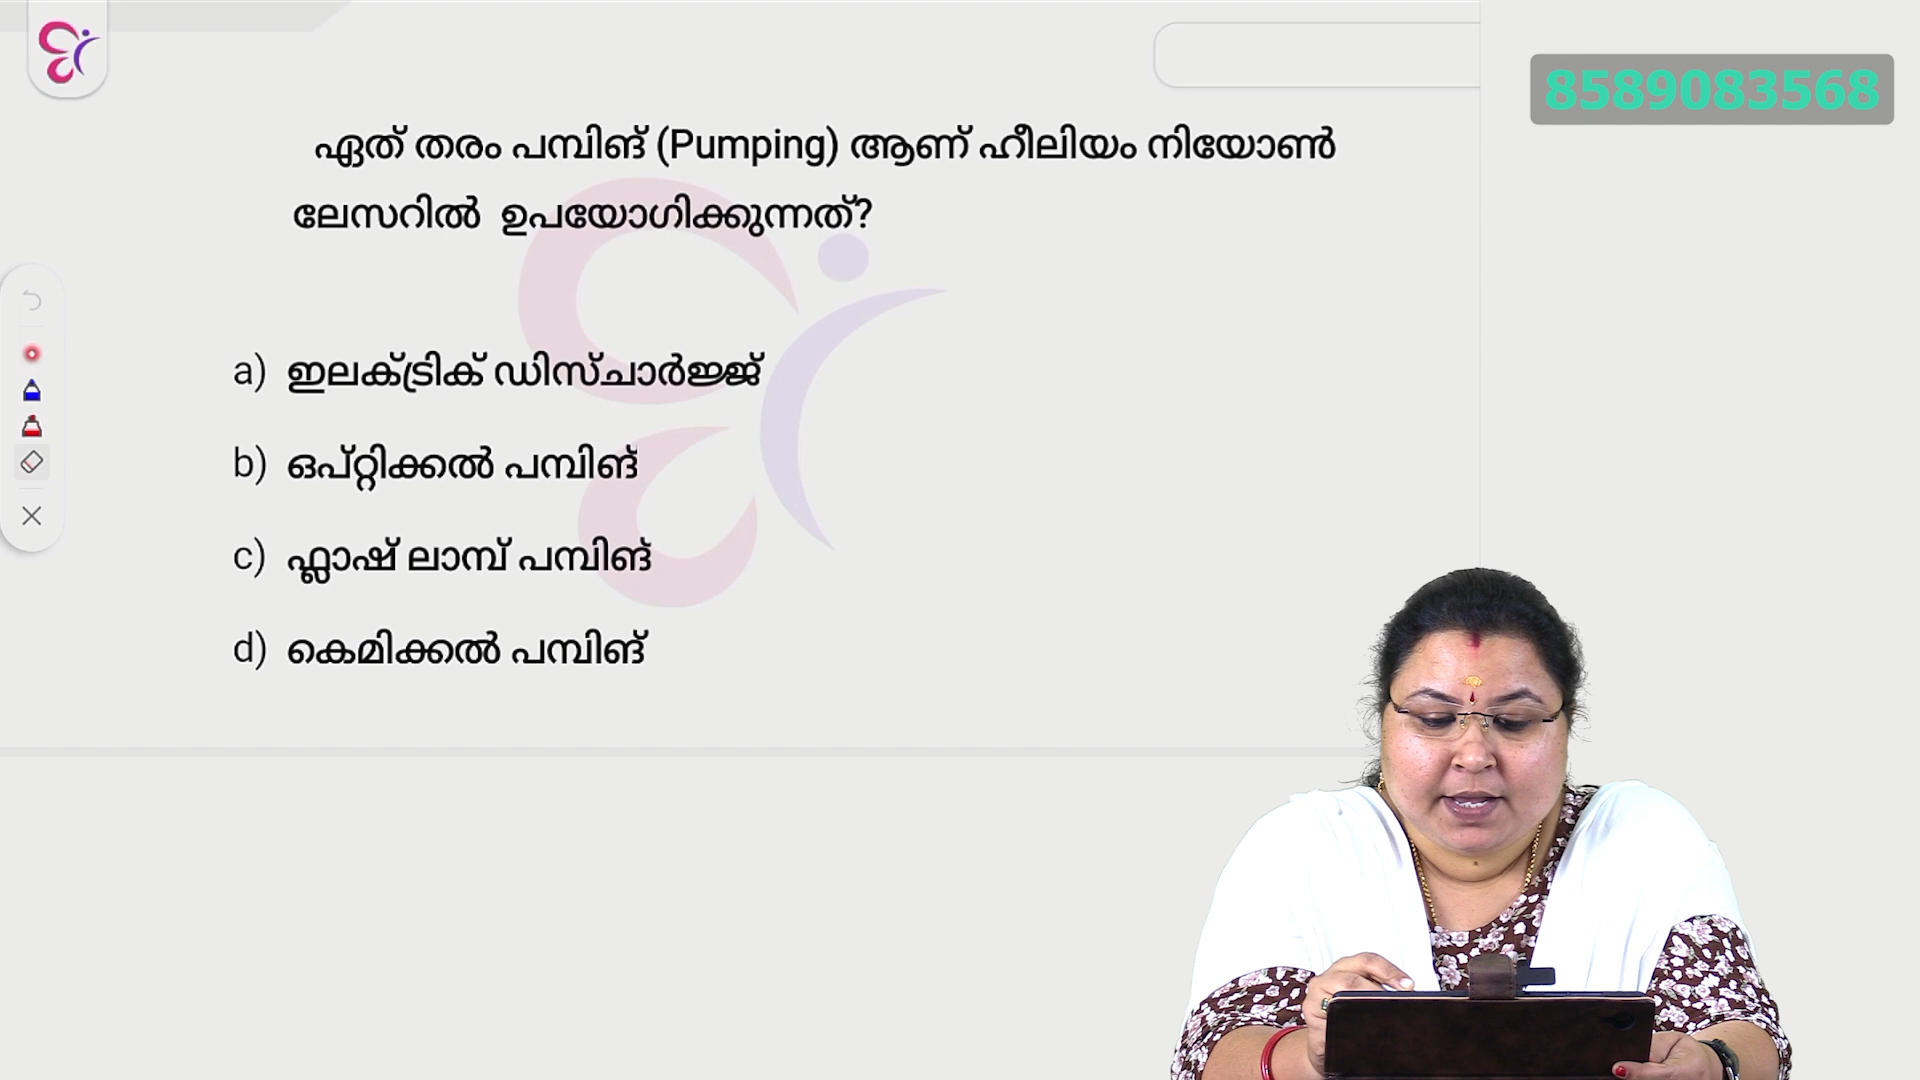 8589083568
ഏത് തരം പമ്പിങ് (Pumping) ആണ് ഹീലിയം നിയോൺ
ലേസറിൽ ഉപയോഗിക്കുന്നത്?
a) ഇലക്ട്രിക് ഡിസ്ചാർജ്ജ്
b) ഒപ്റ്റിക്കൽ പമ്പിങ്
c) ഫ്ലാഷ് ലാമ്പ് പമ്പിങ്
d) കെമിക്കൽ പമ്പിങ്